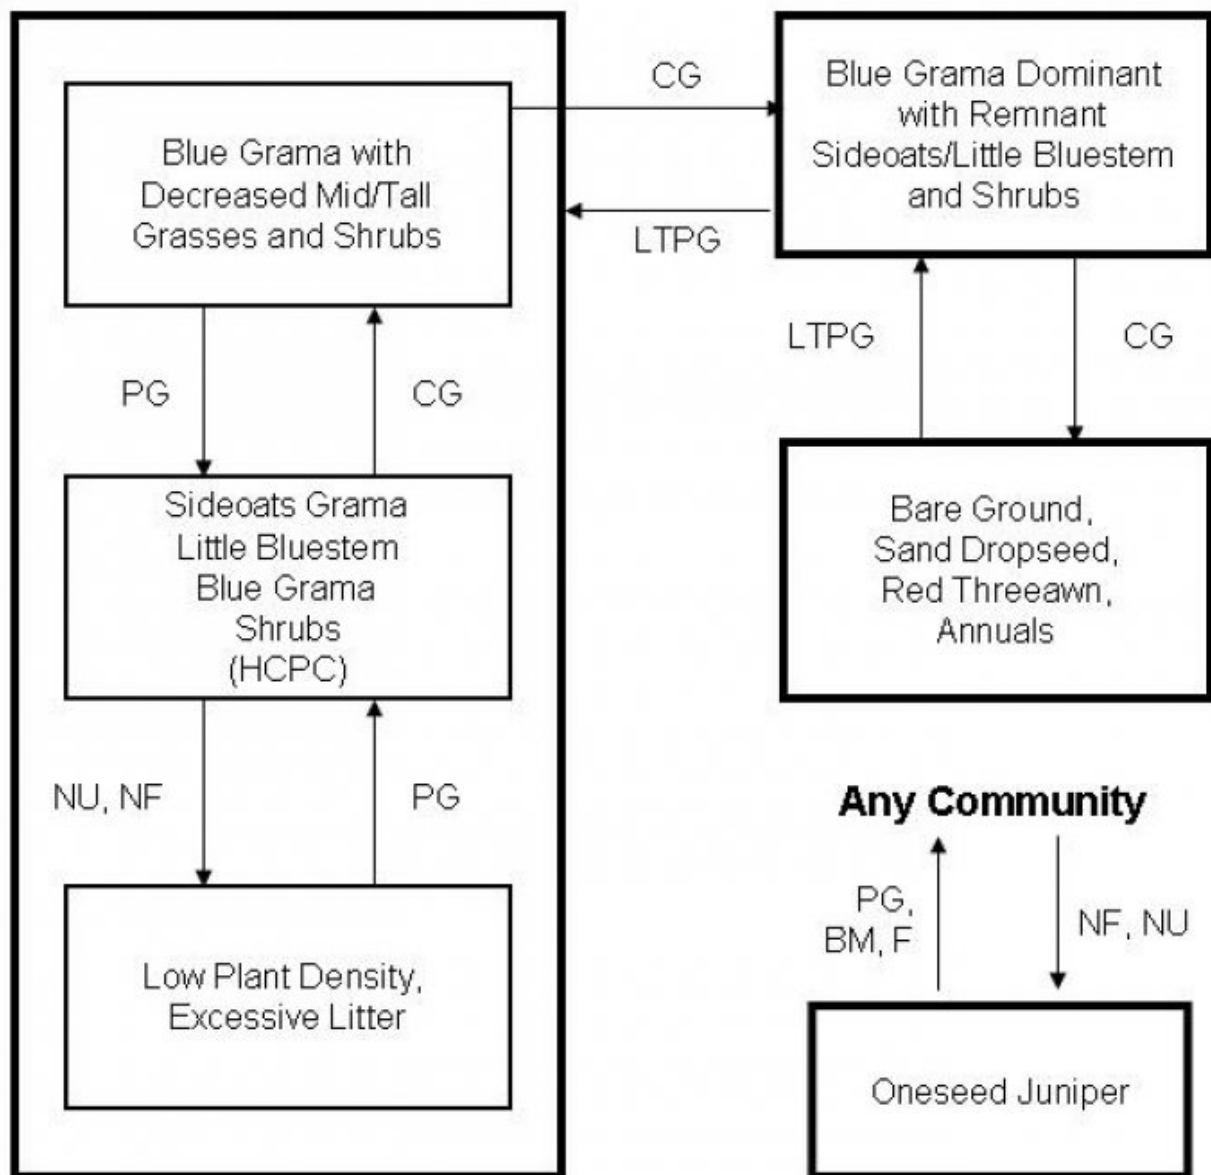 Blue Grama with
Decreased Mid/Tall
Grasses and Shrubs
PG
CG
Sideoats Grama
Little Bluestem
Blue Grama
Shrubs
(HCPC)
NU, NF
PG
Low Plant Density,
Excessive Litter
CG
LTPG
Blue Grama Dominant
with Remnant
Sideoats/Little Bluestem
and Shrubs
LTPG
CG
Bare Ground,
Sand Dropseed,
Red Threeawn,
Annuals
Any Community
PG,
BM, F
NF, NU
Oneseed Juniper